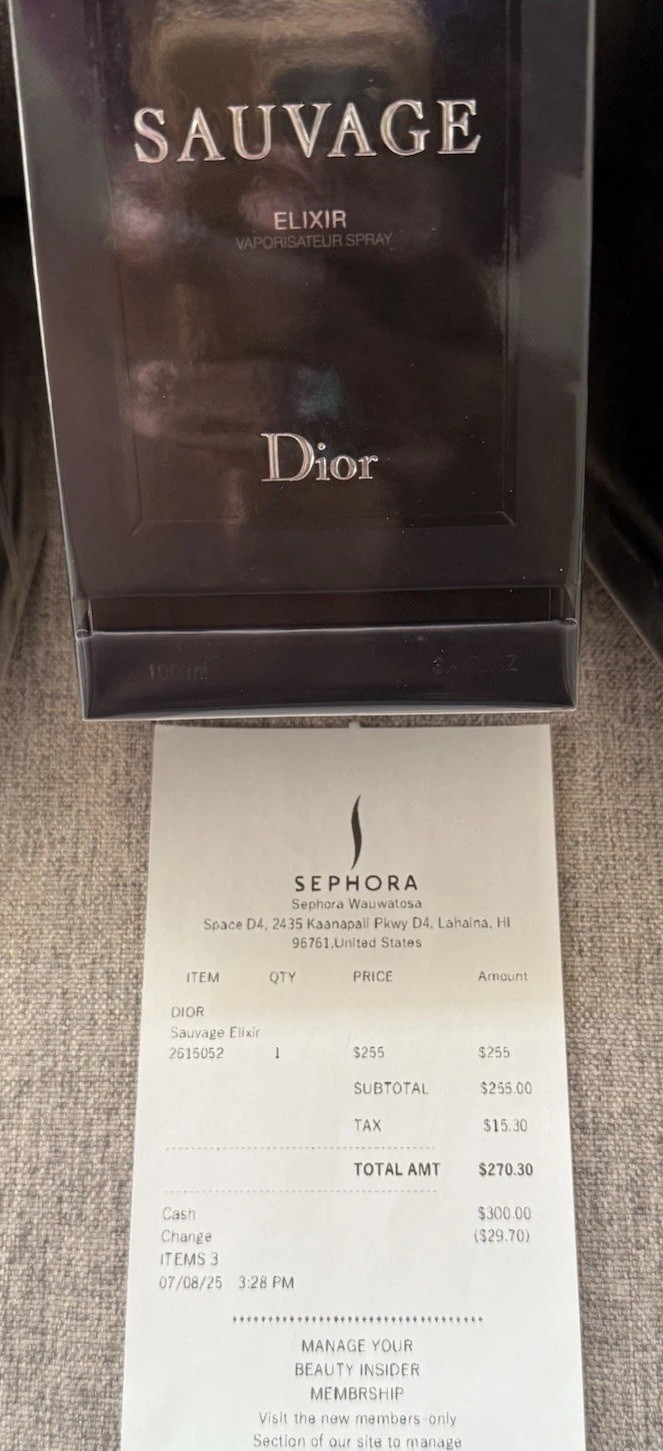 SAUVAGE
ELIXIR
VAPORISATEUR SPRAY
Dior
100 ml
SEPHORA
Sephora Wauwatosa
Space D4, 2435 Kaanapali Pkwy D4, Lahaina, HI
96761,United States
ITEM QTY PRICE Amount
DIOR
Sauvage Elixir
2615052 1 $255 $255
SUBTOTAL $255.00
TAX $15.30
TOTAL AMT $270.30
Cash $300.00
Change ($29.70)
ITEMS 3
07/08/25 3:28 PM
MANAGE YOUR
BEAUTY INSIDER
MEMBRSHIP
Visit the new members-only
Section of our site to manage